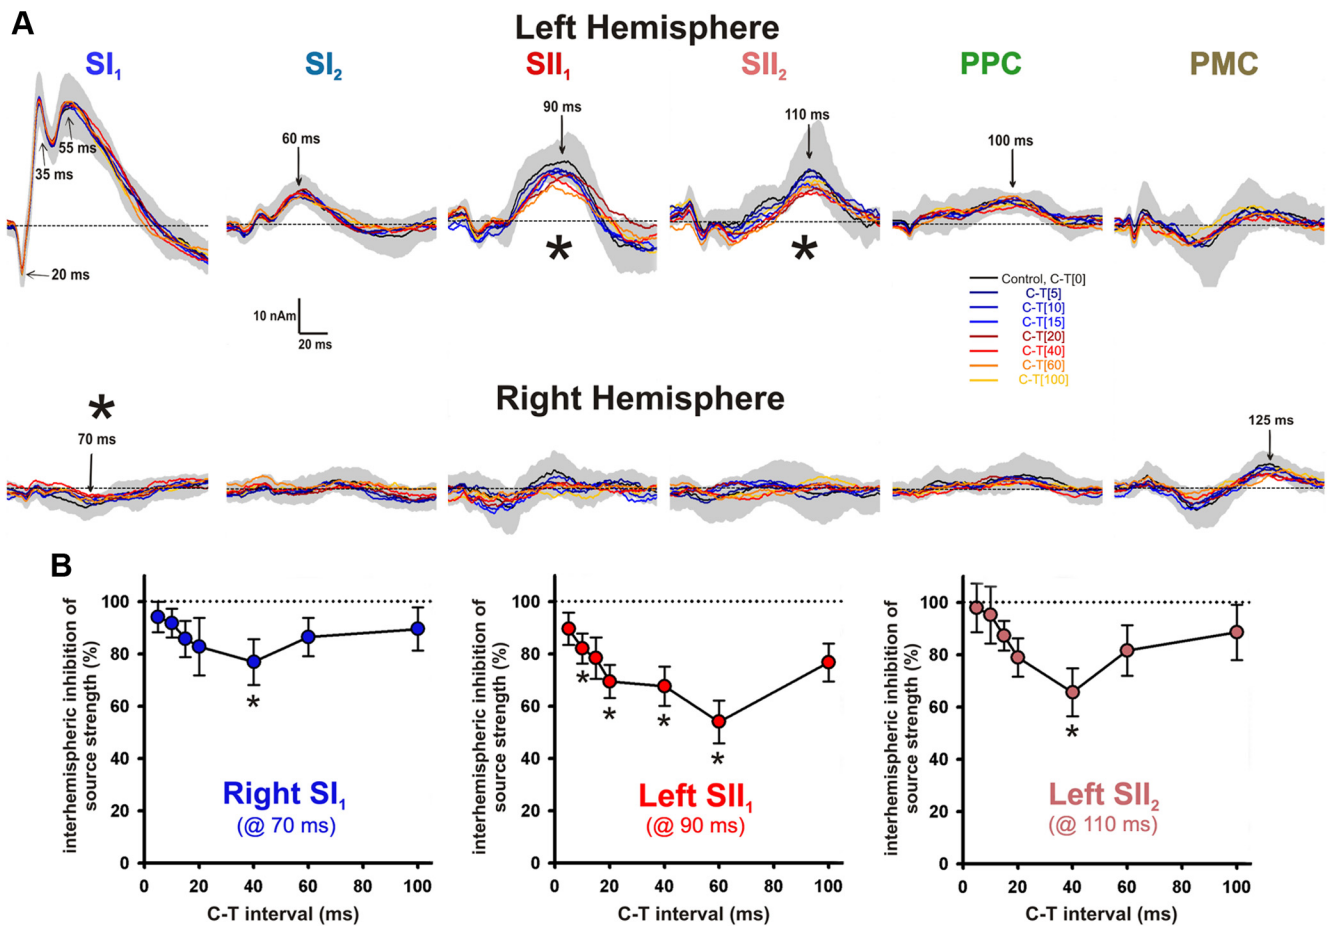 A
Left Hemisphere
SI1 SI2 SII1 SII2 PPC PMC
90 ms
110 ms
60 ms
100 ms
55 ms
35 ms
*
*
20 ms
10 nAm
20 ms
Control, C-T[0]
C-T[5]
C-T[10]
C-T[15]
C-T[20]
C-T[40]
C-T[60]
C-T[100]
Right Hemisphere
*
70 ms
125 ms
B
interhemispheric inhibition of
source strength (%)
100
80
60
40
20
0
*
Right SI1
(@ 70 ms)
0 20 40 60 80 100
C-T interval (ms)
interhemispheric inhibition of
source strength (%)
100
80
60
40
20
0
* * * *
Left SII1
(@ 90 ms)
0 20 40 60 80 100
C-T interval (ms)
interhemispheric inhibition of
source strength (%)
100
80
60
40
20
0
*
Left SII2
(@ 110 ms)
0 20 40 60 80 100
C-T interval (ms)